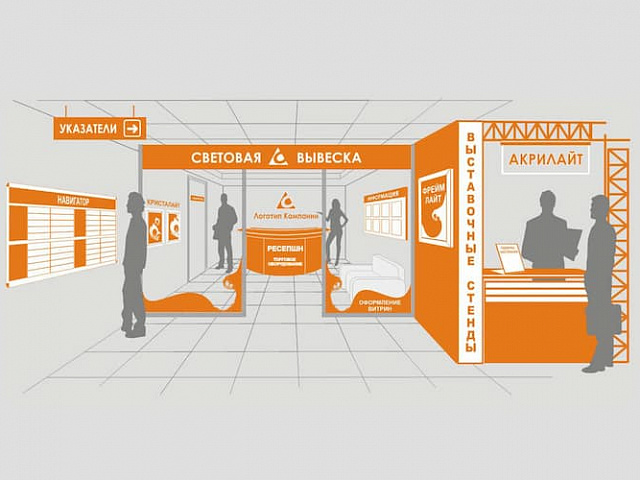 УКАЗАТЕЛИ
СВЕТОВАЯ ВЫВЕСКА
НАВИГАТОР
КРИСТАЛАЙТ
Логотип Компании
РЕСЕПШН
ТОРГОВОЕ
ОБОРУДОВАНИЕ
ИНФОРМАЦИЯ
ОФОРМЛЕНИЕ
ВИТРИН
ФРЕЙМ
ЛАЙТ
ВЫСТАВОЧНЫЕ СТЕНДЫ
АКРИЛАЙТ